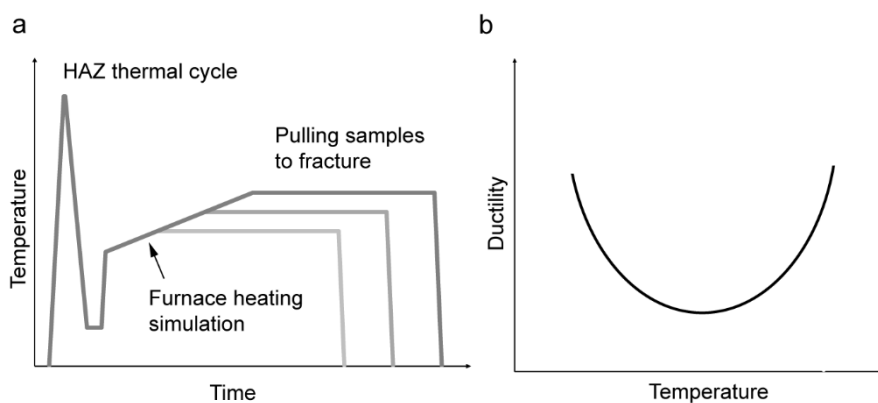 a
HAZ thermal cycle
Pulling samples
to fracture
Furnace heating
simulation
Temperature
Time
b
Ductility
Temperature